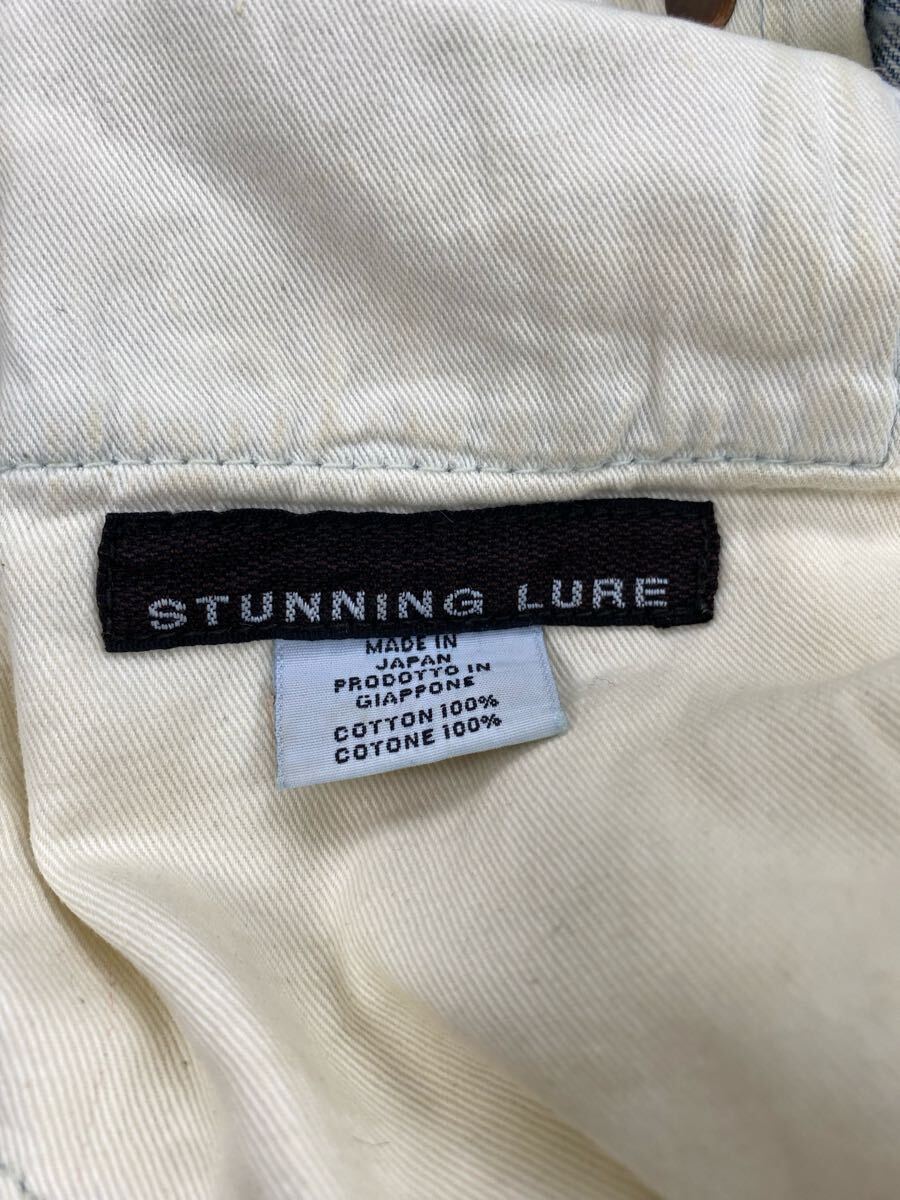 STUNNING LURE
MADE IN
JAPAN
PRODOTTO IN
GIAPPONE
COTTON 100%
COTONE 100%